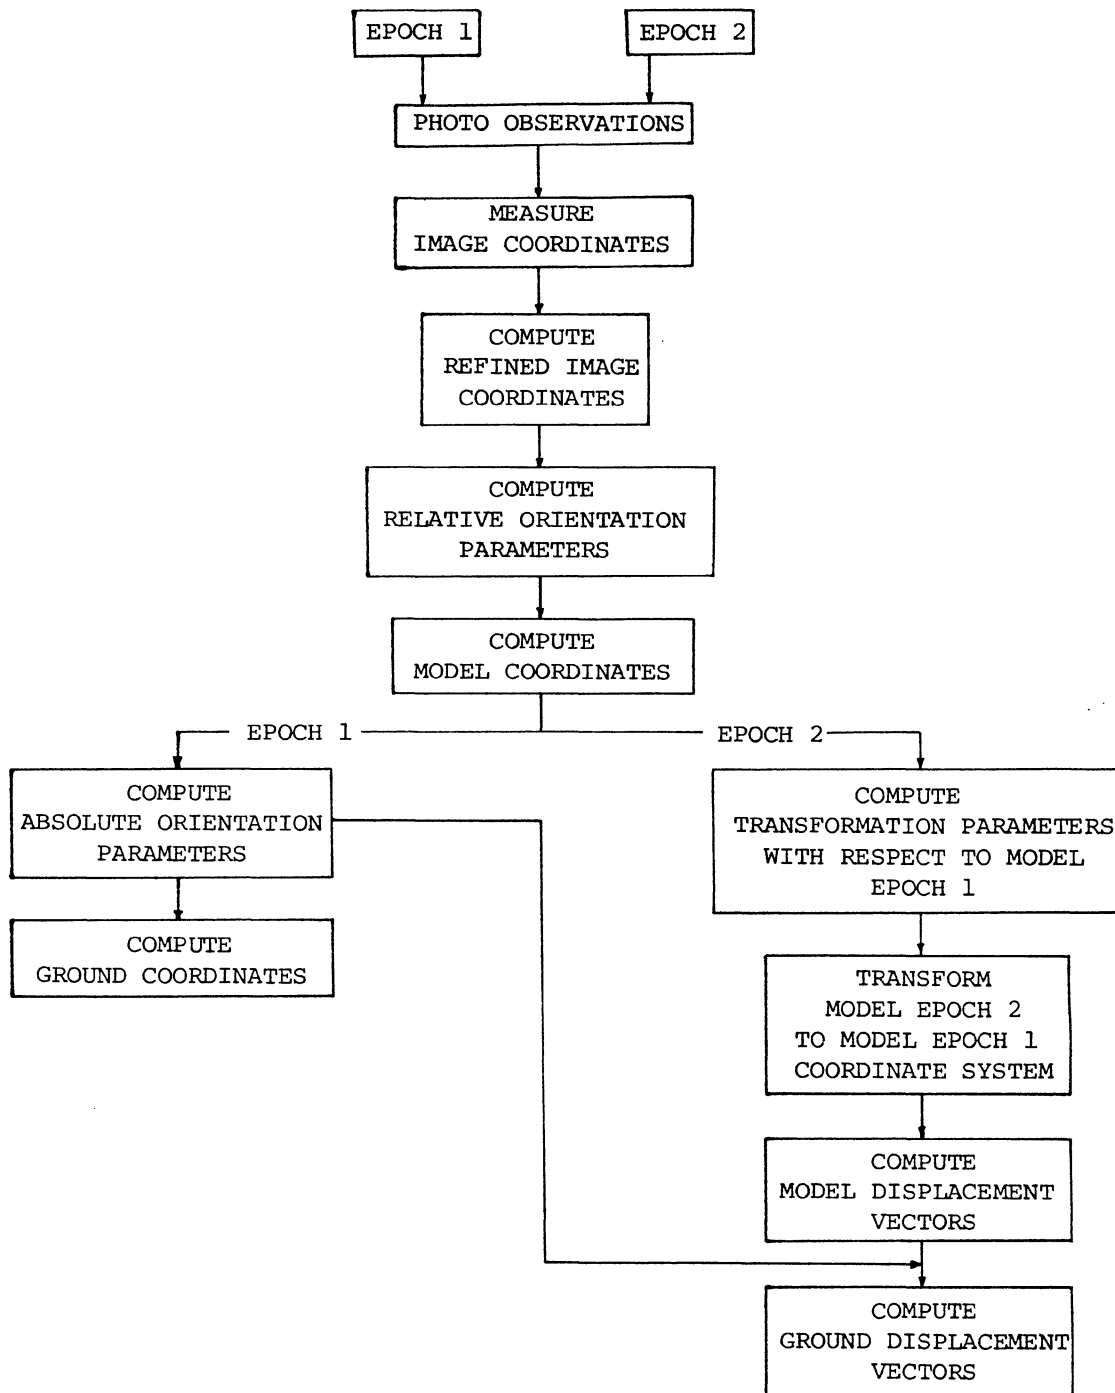 EPOCH 1
EPOCH 2
PHOTO OBSERVATIONS
MEASURE
IMAGE COORDINATES
COMPUTE
REFINED IMAGE
COORDINATES
COMPUTE
RELATIVE ORIENTATION
PARAMETERS
COMPUTE
MODEL COORDINATES
EPOCH 1
EPOCH 2
COMPUTE
ABSOLUTE ORIENTATION
PARAMETERS
COMPUTE
GROUND COORDINATES
COMPUTE
TRANSFORMATION PARAMETERS
WITH RESPECT TO MODEL
EPOCH 1
TRANSFORM
MODEL EPOCH 2
TO MODEL EPOCH 1
COORDINATE SYSTEM
COMPUTE
MODEL DISPLACEMENT
VECTORS
COMPUTE
GROUND DISPLACEMENT
VECTORS